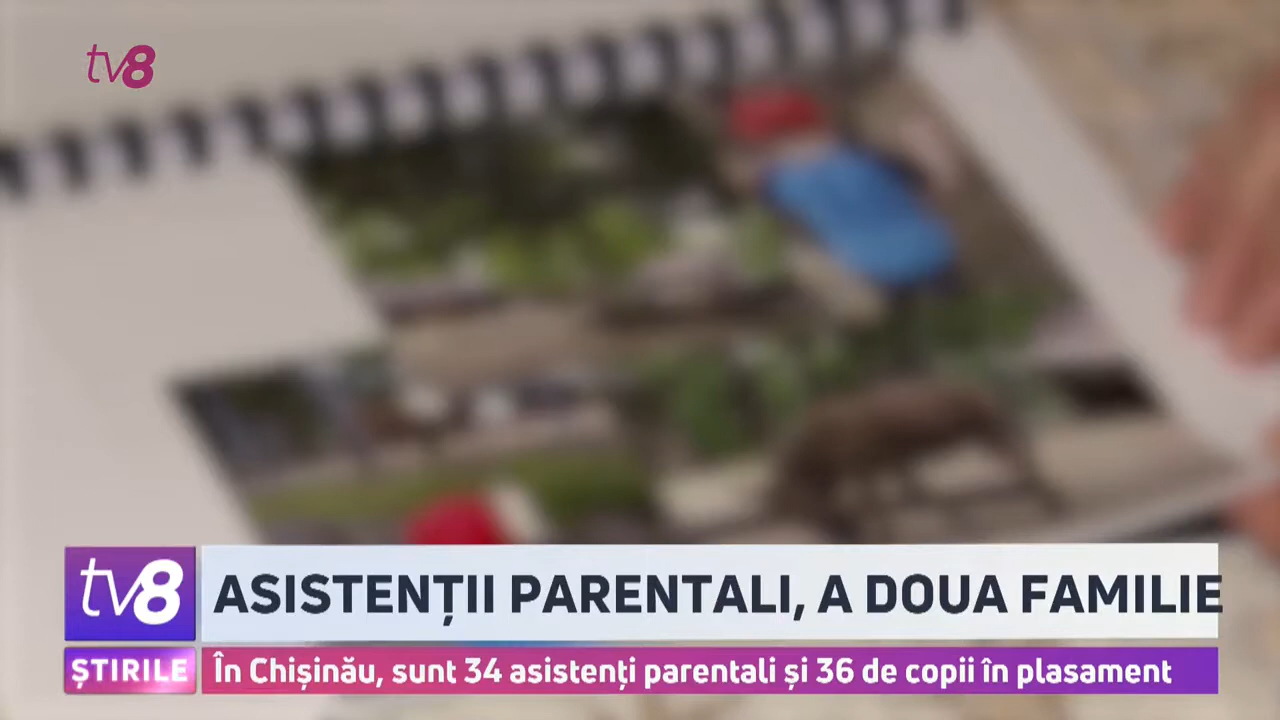 tv8
tv8
ASISTENȚII PARENTALI, A DOUA FAMILIE
ȘTIRILE
În Chișinău, sunt 34 asistenți parentali și 36 de copii în plasament